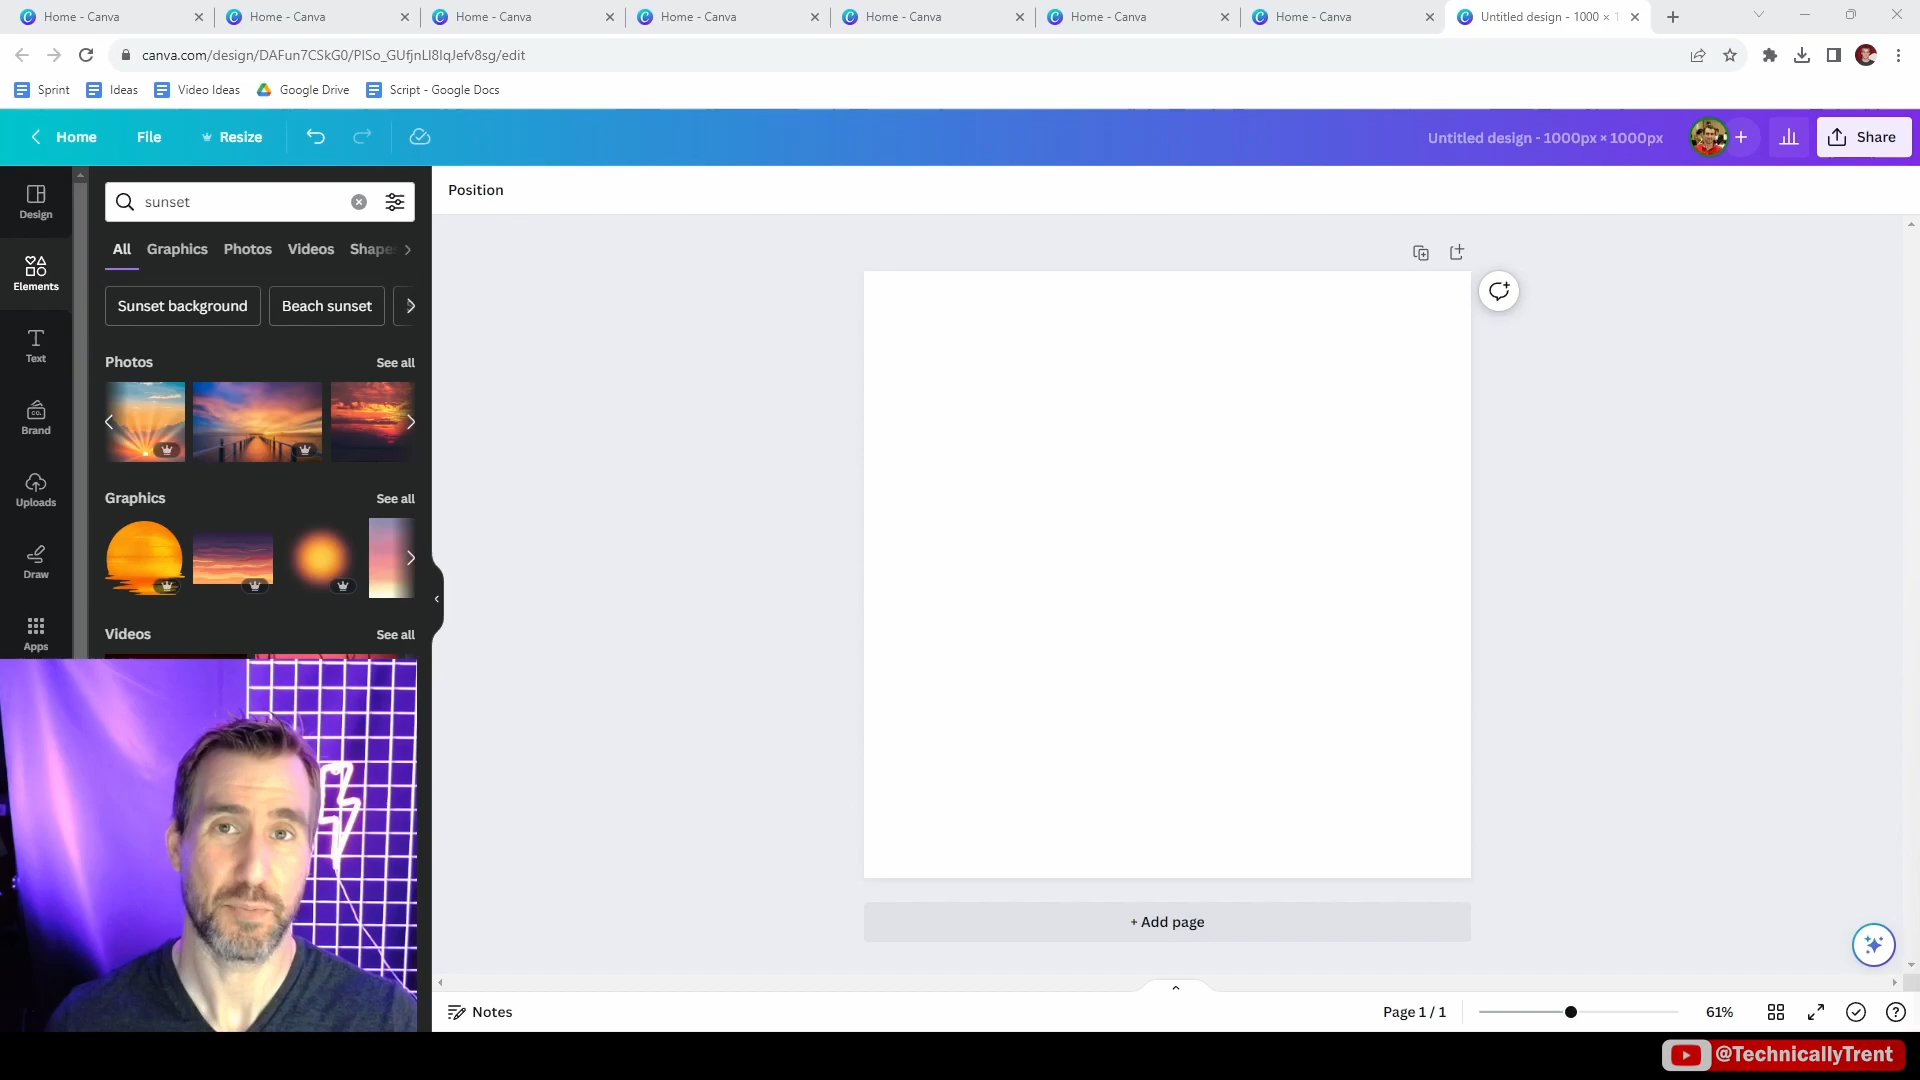 Home - Canva
Home - Canva
Home - Canva
Home - Canva
Home - Canva
Home - Canva
Home - Canva
Untitled design - 1000 ×
canva.com/design/DAFun7CSkG0/PlSo_GUfjnLl8IqJefv8sg/edit
Sprint
Ideas
Video Ideas
Google Drive
Script - Google Docs
Home
File
Resize
Untitled design - 1000px × 1000px
Share
Design
Elements
Text
Brand
Uploads
Draw
Apps
sunset
All
Graphics
Photos
Videos
Shapes
Sunset background
Beach sunset
Photos
See all
Graphics
See all
Videos
See all
Position
+ Add page
Notes
Page 1 / 1
61%
@TechnicallyTrent